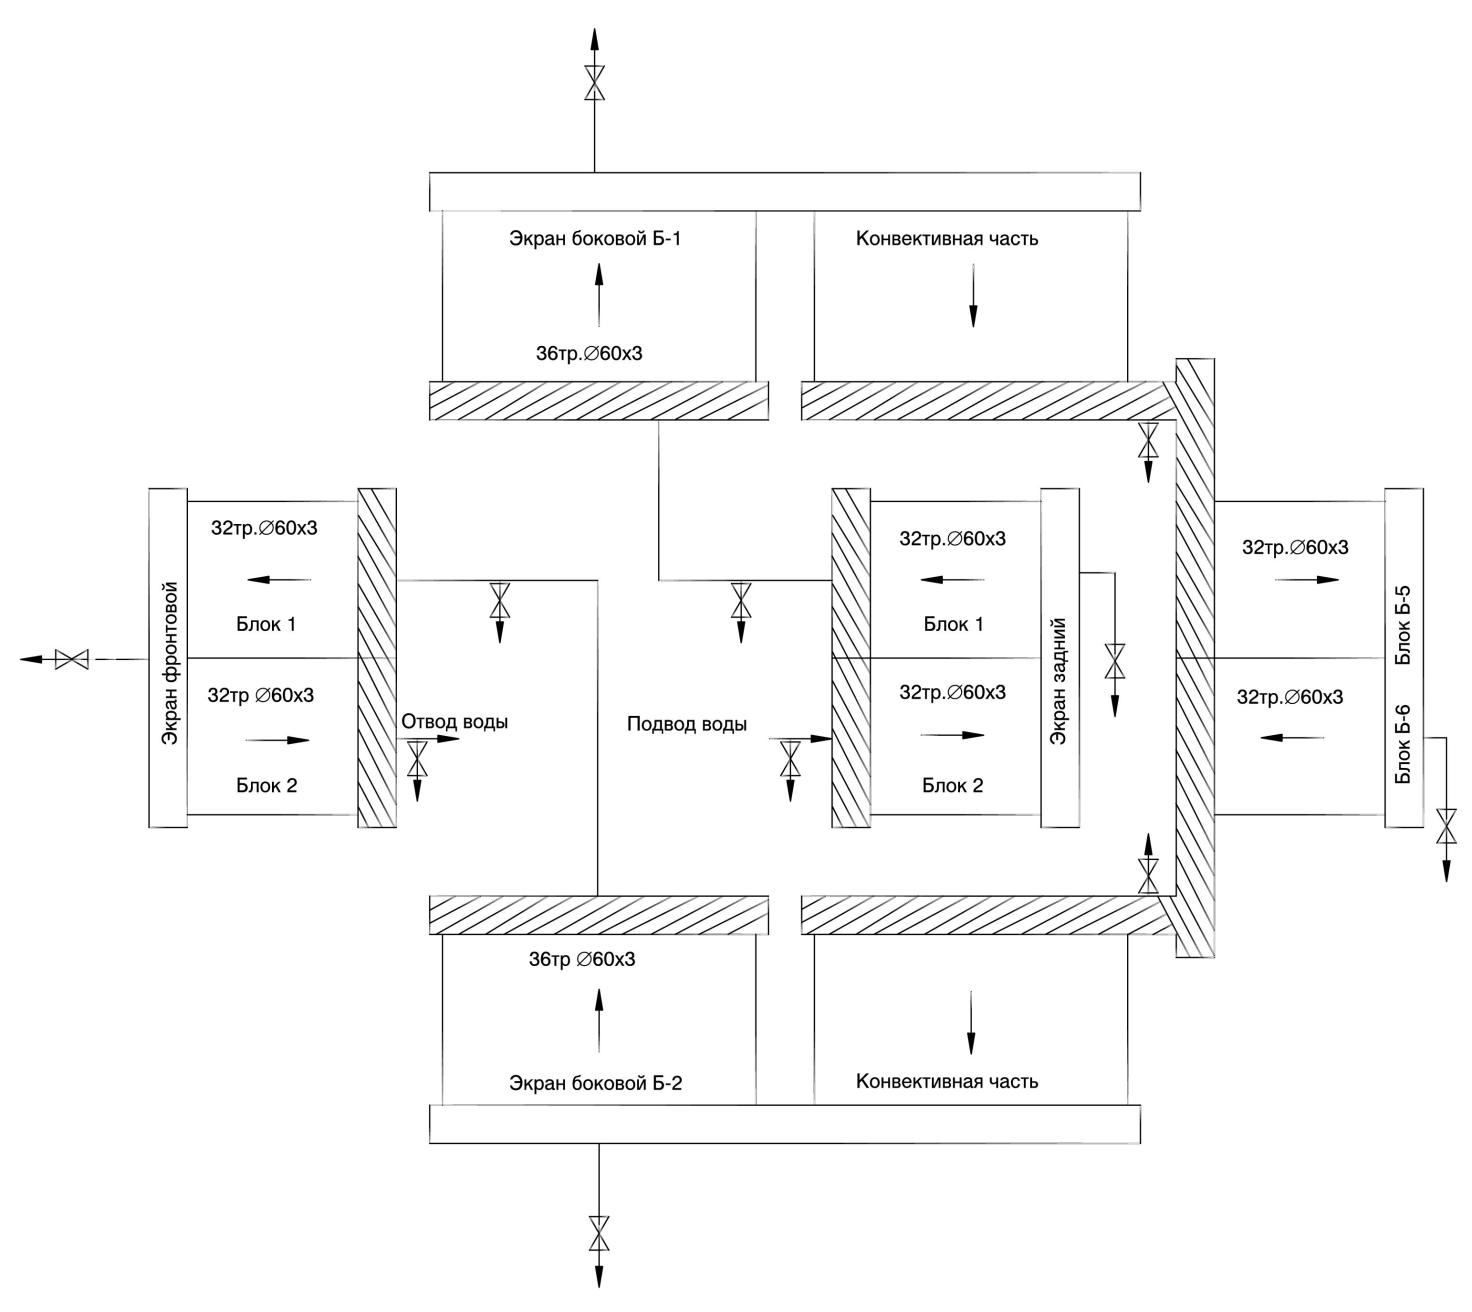 Экран боковой Б-1
Конвективная часть
36тр.∅60х3
Экран фронтовой
32тр.∅60х3
Блок 1
32тр ∅60х3
Блок 2
Отвод воды
Подвод воды
32тр.∅60х3
Блок 1
32тр.∅60х3
Блок 2
Экран задний
32тр.∅60х3
32тр.∅60х3
Блок Б-5
Блок Б-6
36тр ∅60х3
Экран боковой Б-2
Конвективная часть